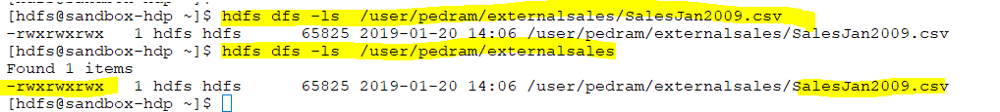 [hdfs@sandbox-hdp ~]$ hdfs dfs -ls  /user/pedram/externalsales/SalesJan2009.csv
-rwxrwxrwx   1 hdfs hdfs      65825 2019-01-20 14:06 /user/pedram/externalsales/SalesJan2009.csv
[hdfs@sandbox-hdp ~]$ hdfs dfs -ls  /user/pedram/externalsales
Found 1 items
-rwxrwxrwx   1 hdfs hdfs      65825 2019-01-20 14:06 /user/pedram/externalsales/SalesJan2009.csv
[hdfs@sandbox-hdp ~]$